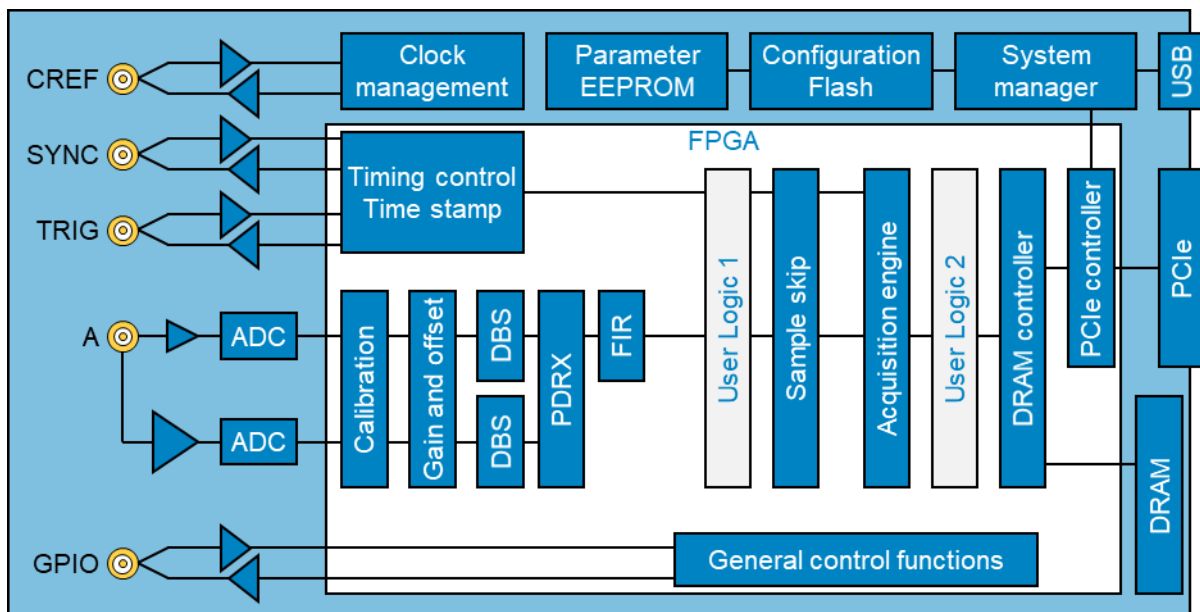 CREF
Clock
management
Parameter
EEPROM
Configuration
Flash
System
manager
USB
SYNC
FPGA
Timing control
Time stamp
TRIG
User Logic 1
Sample skip
Acquisition engine
User Logic 2
DRAM controller
PCIe controller
PCIe
A
ADC
Calibration
Gain and offset
DBS
PDRX
FIR
ADC
DBS
DRAM
GPIO
General control functions